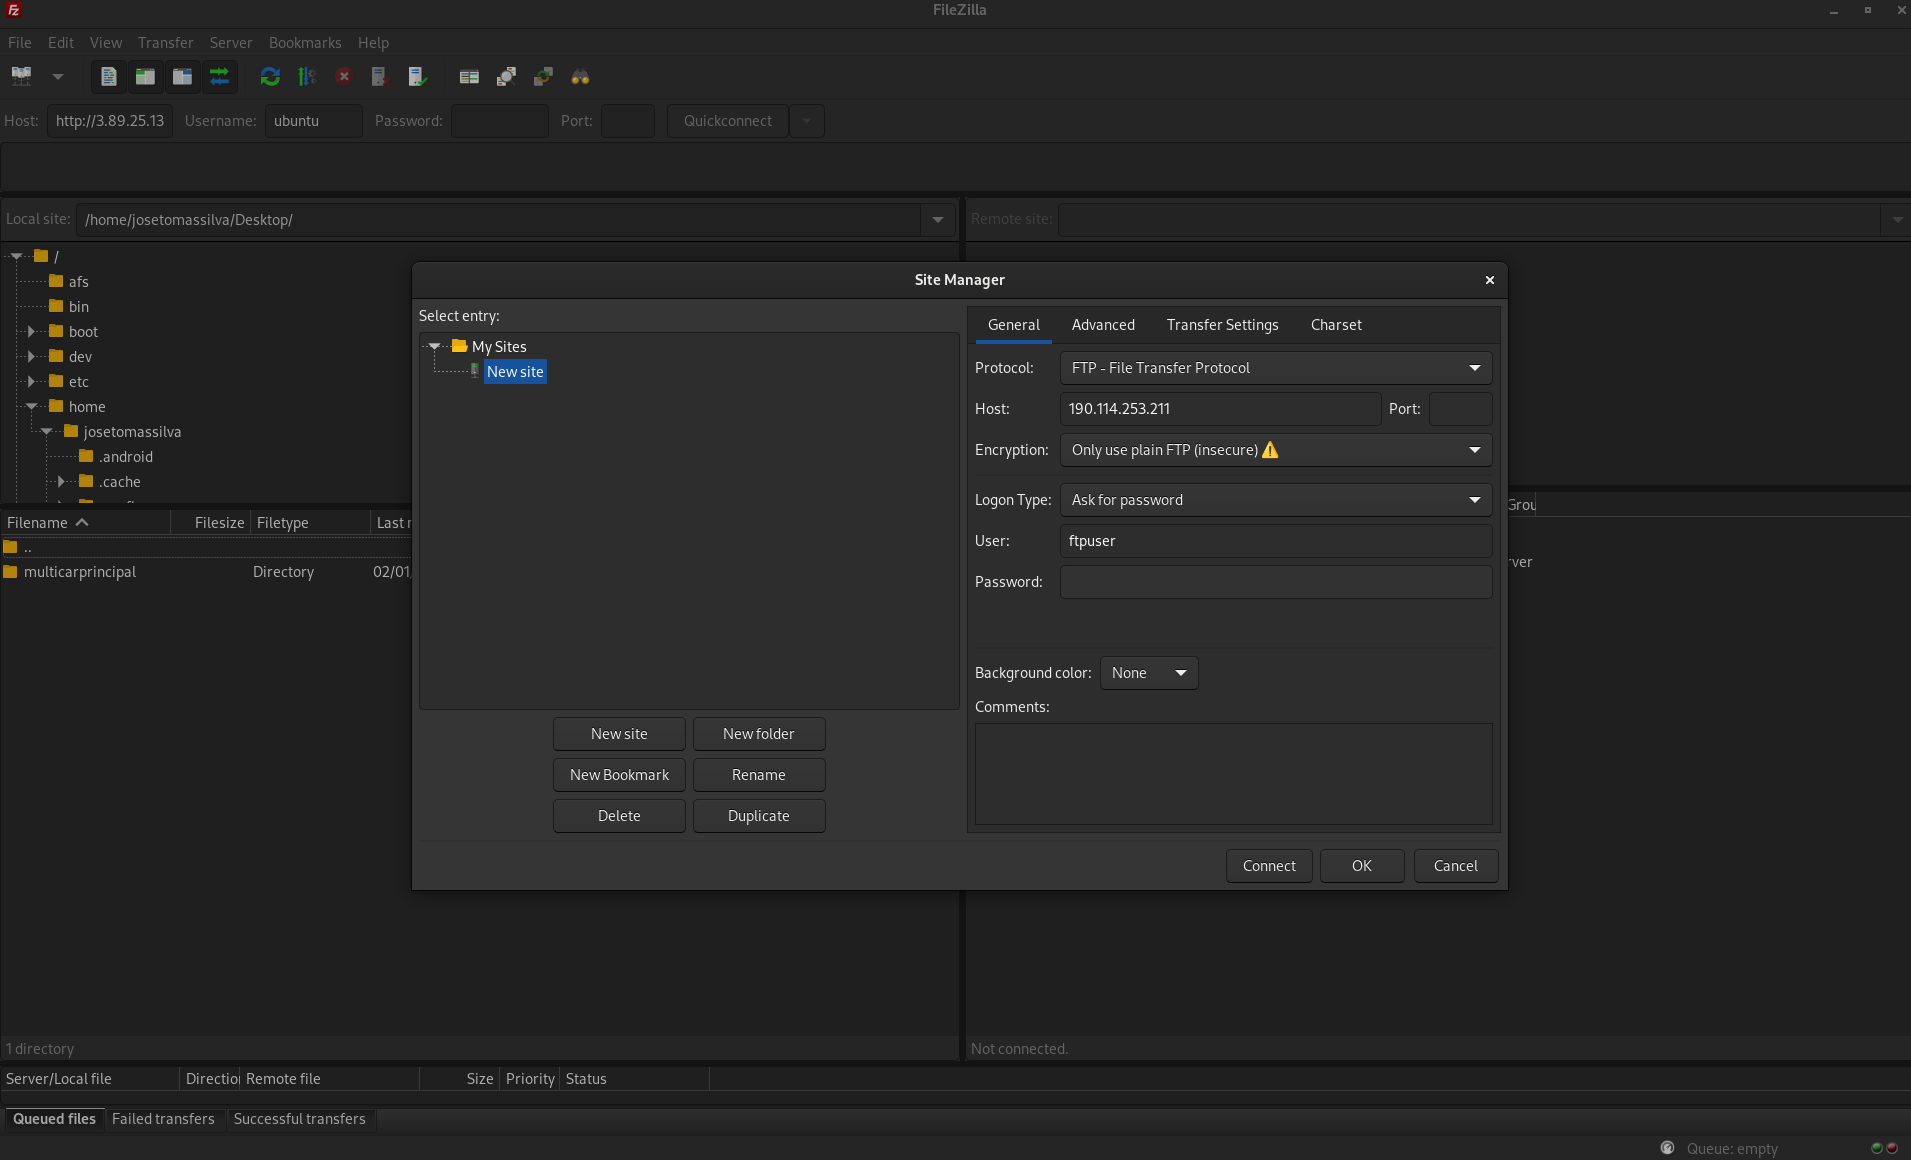 FileZilla
File Edit View Transfer Server Bookmarks Help
Host: http://3.89.25.13 Username: ubuntu Password: Port: Quickconnect
Local site: /home/josetomassilva/Desktop/
Remote site:
/
afs
bin
boot
dev
etc
home
josetomassilva
.android
.cache
Filename Filesize Filetype Last
..
multicarprincipal Directory 02/01
1 directory
Site Manager
Select entry:
My Sites
New site
New site New folder
New Bookmark Rename
Delete Duplicate
General Advanced Transfer Settings Charset
Protocol: FTP - File Transfer Protocol
Host: 190.114.253.211 Port:
Encryption: Only use plain FTP (insecure)
Logon Type: Ask for password
User: ftpuser
Password:
Background color: None
Comments:
Connect OK Cancel
Not connected.
Server/Local file Direction Remote file Size Priority Status
Queued files Failed transfers Successful transfers
Queue: empty